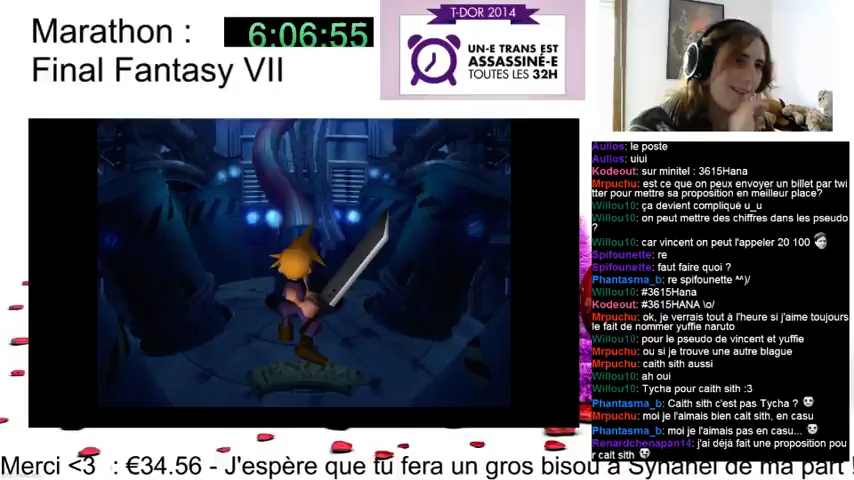 Marathon :
Final Fantasy VII
6:06:55
T-DOR 2014
UN-E TRANS EST
ASSASSINÉ-E
TOUTES LES 32H
Aulios: le poste
Aulios: uiui
Kodeout: sur minitel : 3615Hana
Mrpuchu: est ce que on peux envoyer un billet par twi
tter pour mettre sa proposition en meilleur place?
Willou10: ça devient compliqué u_u
Willou10: on peut mettre des chiffres dans les pseudo
?
Willou10: car vincent on peut l'appeler 20 100
Spifounette: re
Spifounette: faut faire quoi ?
Phantasma_b: re spifounette ^^)/
Willou10: #3615Hana
Kodeout: #3615HANA \o/
Mrpuchu: ok, je verrais tout à l'heure si j'aime toujours
le fait de nommer yuffie naruto
Willou10: pour le pseudo de vincent et yuffie
Mrpuchu: ou si je trouve une autre blague
Mrpuchu: caith sith aussi
Willou10: ah oui
Willou10: Tycha pour caith sith :3
Phantasma_b: Caith sith c'est pas Tycha ?
Mrpuchu: moi je l'aimais bien cait sith, en casu
Phantasma_b: moi je l'aimais pas en casu...
Renardchenapan14: j'ai déjà fait une proposition pou
r cait sith
Merci <3 : €34.56 - J'espère que tu fera un gros bisou à Synahel de ma part !